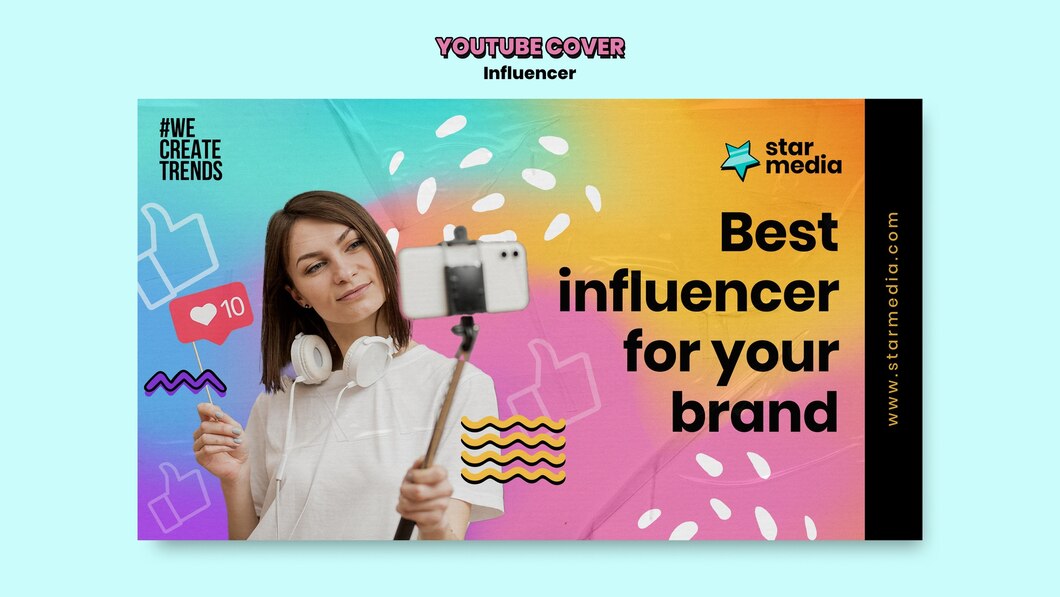 YOUTUBE COVER
Influencer
#WE
CREATE
TRENDS
star
media
Best
influencer
for your
brand
10
www.starmedia.com